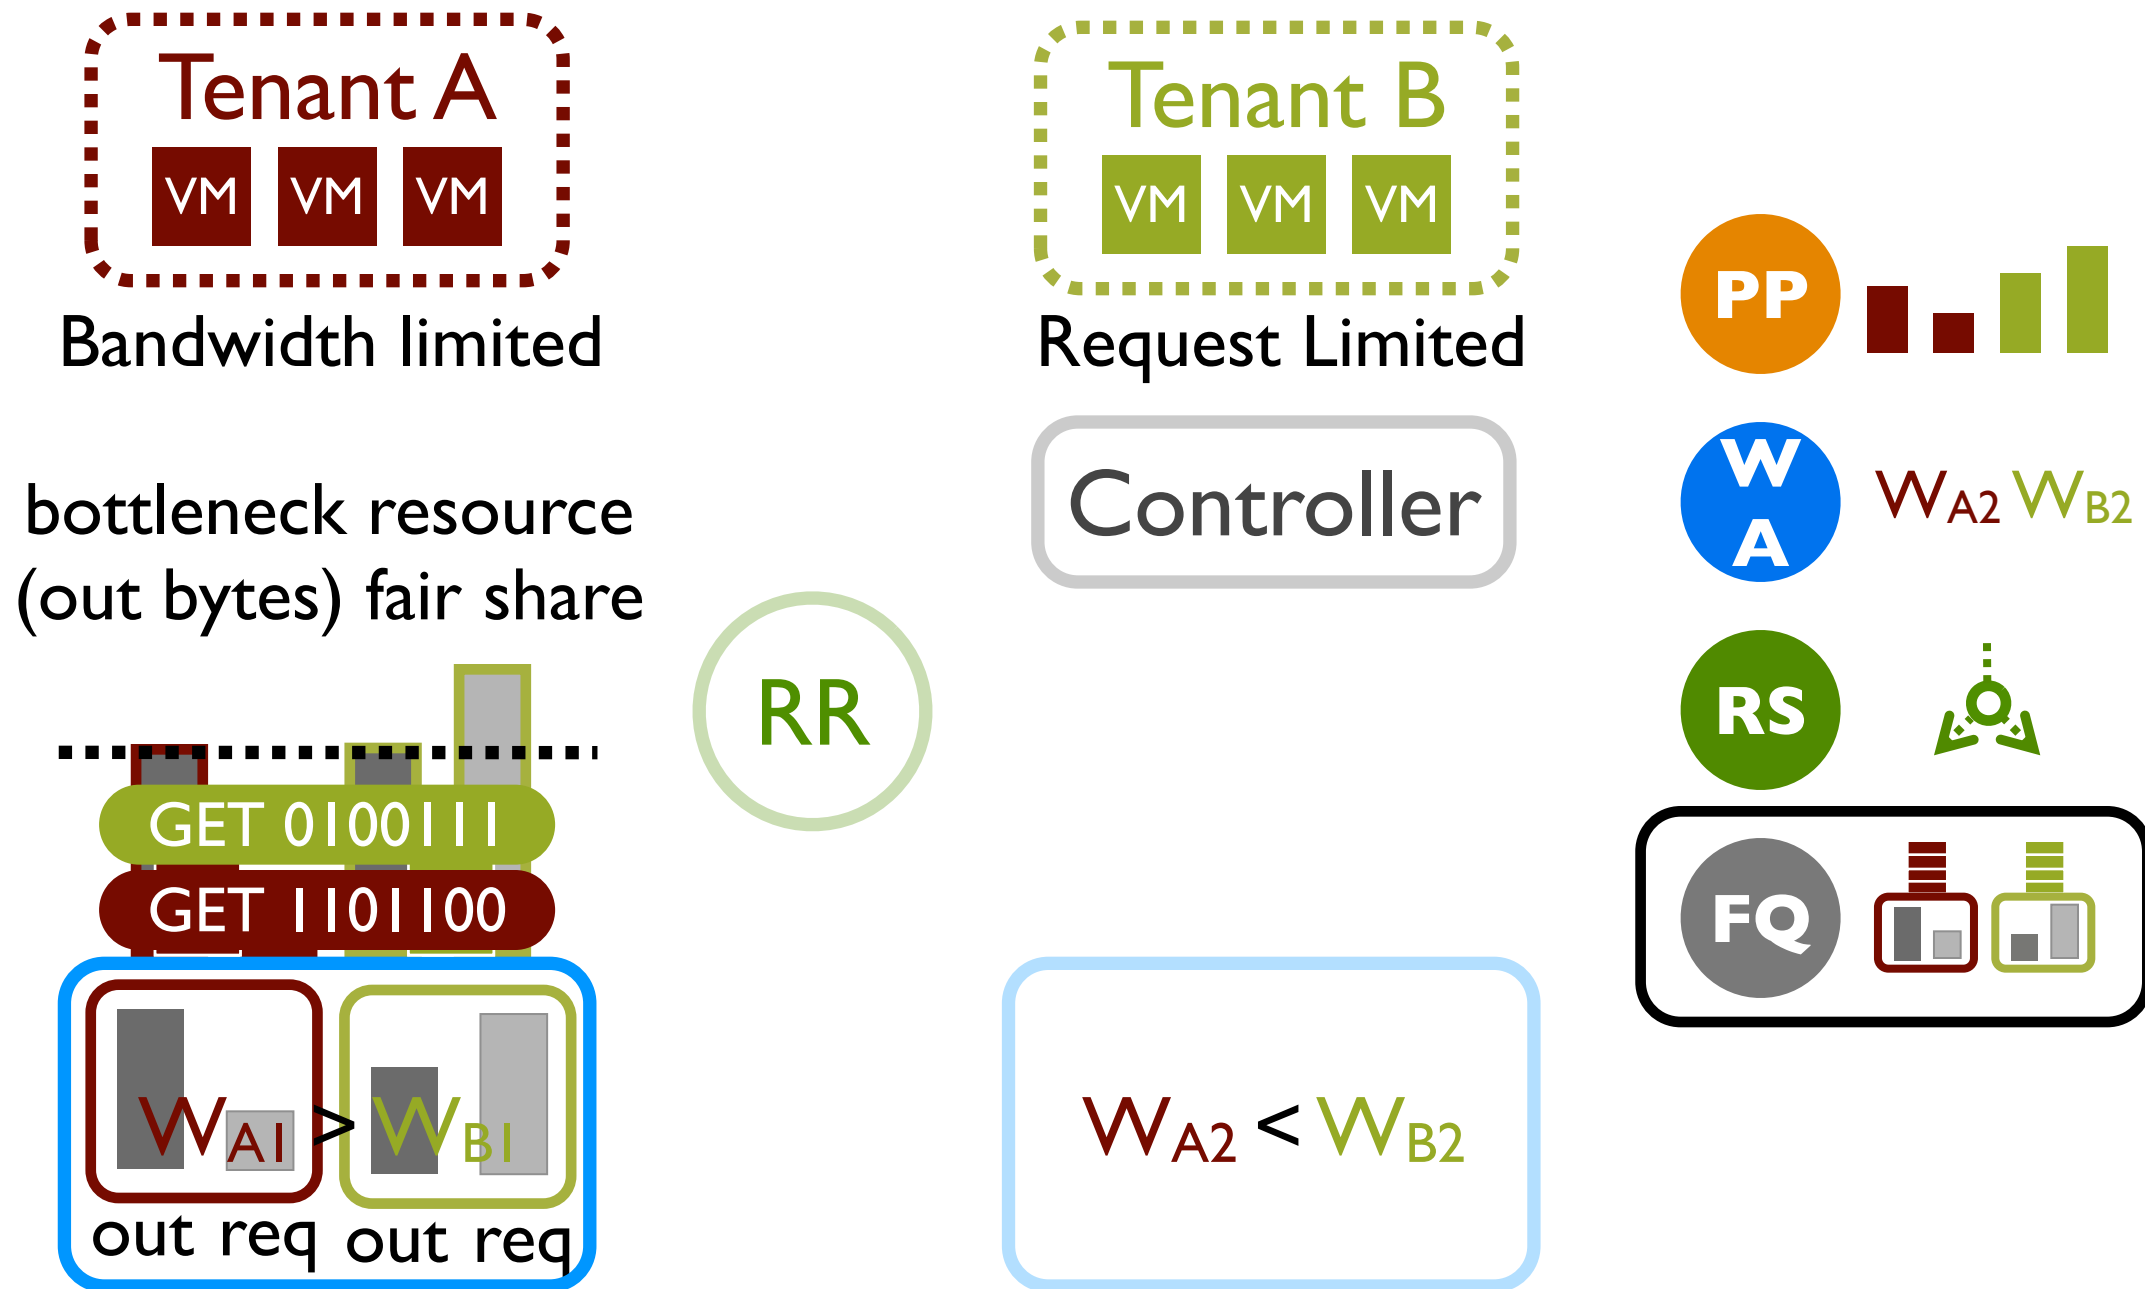 Tenant A
VM VM VM
Bandwidth limited
Tenant B
VM VM VM
Request Limited
Controller
bottleneck resource
(out bytes) fair share
RR
GET 0100111
GET 1101100
WA1 > WB1
out req out req
WA2 < WB2
PP
W
A
WA2 WB2
RS
FQ